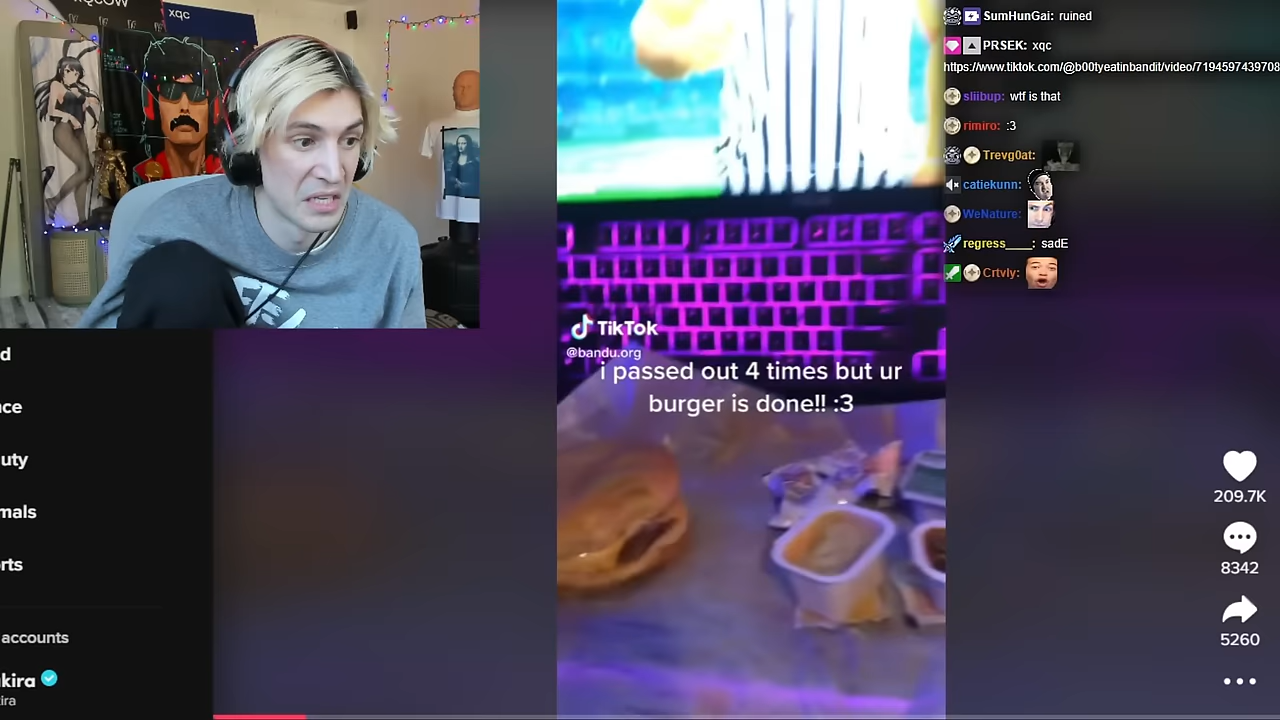 xQcOW
xqc
TikTok
@bandu.org
i passed out 4 times but ur
burger is done!! :3
SumHunGai: ruined
PRSEK: xqc
https://www.tiktok.com/@b00tyeatinbandit/video/7194597439708
sliibup: wtf is that
rimiro: :3
Trevg0at:
catiekunn:
WeNature:
regress____: sadE
Crtvly:
d
ce
uty
mals
rts
accounts
kira
ira
209.7K
8342
5260